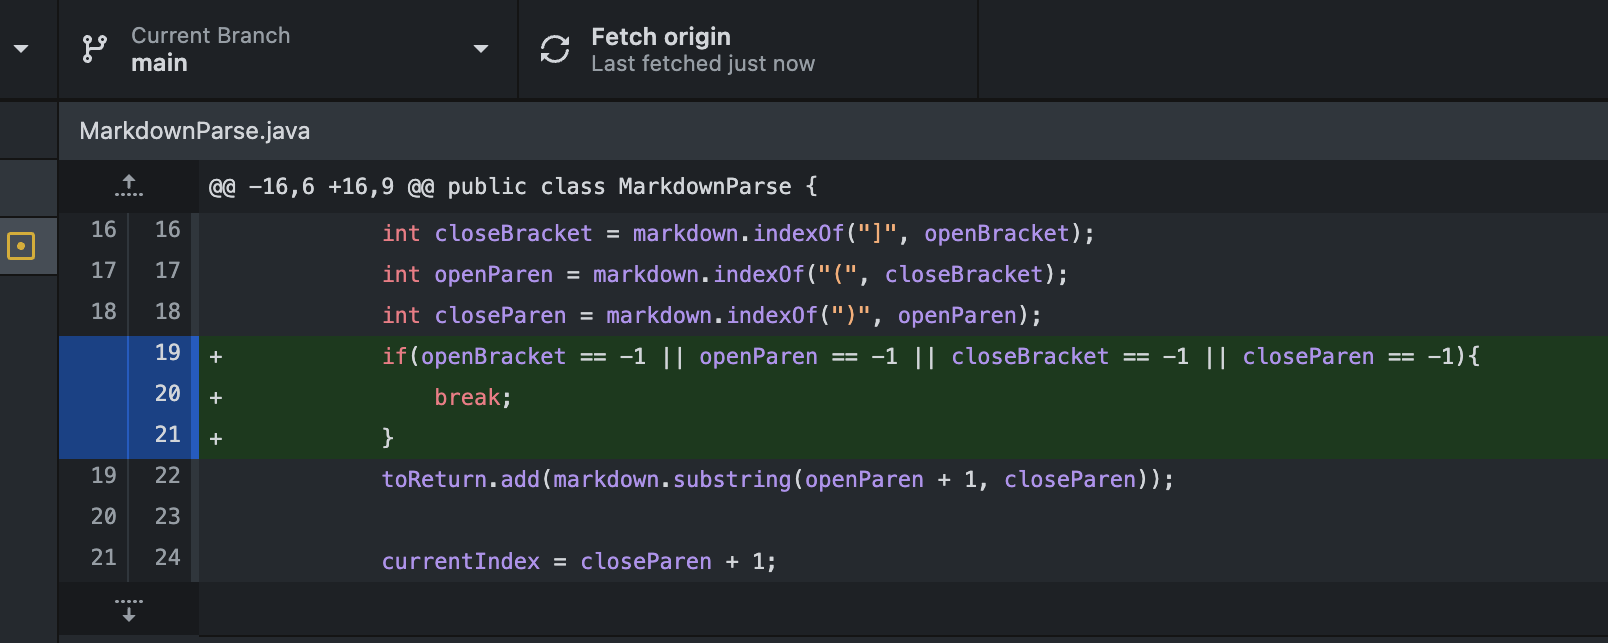 Current Branch
main
Fetch origin
Last fetched just now
MarkdownParse.java
@@ -16,6 +16,9 @@ public class MarkdownParse {
16 16 int closeBracket = markdown.indexOf("]", openBracket);
17 17 int openParen = markdown.indexOf("(", closeBracket);
18 18 int closeParen = markdown.indexOf(")", openParen);
19 + if(openBracket == -1 || openParen == -1 || closeBracket == -1 || closeParen == -1){
20 + break;
21 + }
19 22 toReturn.add(markdown.substring(openParen + 1, closeParen));
20 23
21 24 currentIndex = closeParen + 1;